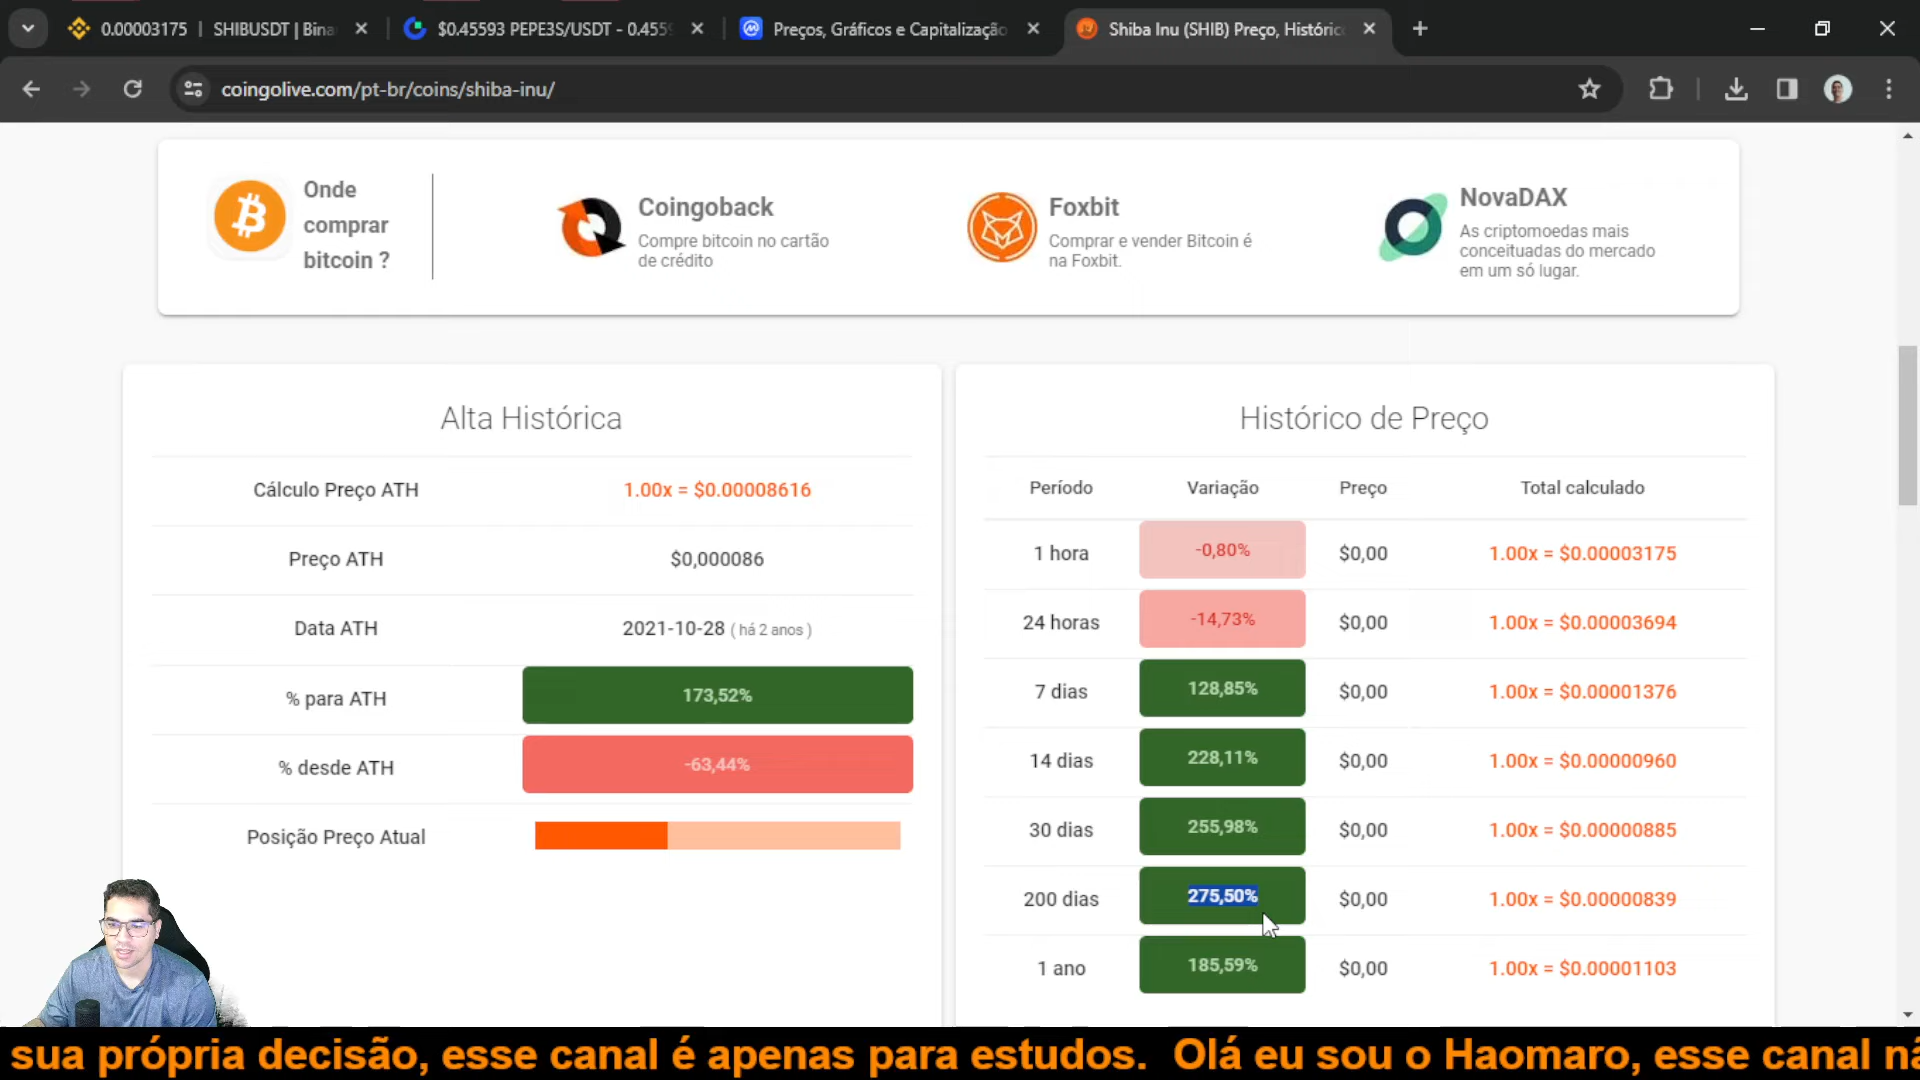 0.00003175 | SHIBUSDT | Bina
$0.45593 PEPE3S/USDT - 0.455
Preços, Gráficos e Capitalização
Shiba Inu (SHIB) Preço, Históric
coingolive.com/pt-br/coins/shiba-inu/
Onde
comprar
bitcoin ?
Coingoback
Compre bitcoin no cartão
de crédito
Foxbit
Comprar e vender Bitcoin é
na Foxbit.
NovaDAX
As criptomoedas mais
conceituadas do mercado
em um só lugar.
Alta Histórica
Cálculo Preço ATH 1.00x = $0.00008616
Preço ATH $0,000086
Data ATH 2021-10-28 ( há 2 anos )
% para ATH 173,52%
% desde ATH -63,44%
Posição Preço Atual
Histórico de Preço
Período Variação Preço Total calculado
1 hora -0,80% $0,00 1.00x = $0.00003175
24 horas -14,73% $0,00 1.00x = $0.00003694
7 dias 128,85% $0,00 1.00x = $0.00001376
14 dias 228,11% $0,00 1.00x = $0.00000960
30 dias 255,98% $0,00 1.00x = $0.00000885
200 dias 275,50% $0,00 1.00x = $0.00000839
1 ano 185,59% $0,00 1.00x = $0.00001103
sua própria decisão, esse canal é apenas para estudos. Olá eu sou o Haomaro, esse canal nã